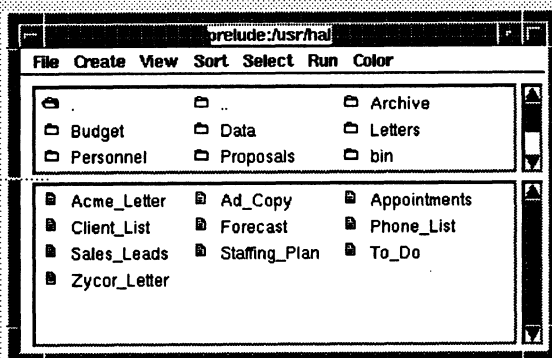 prelude:/usr/hal
File Create View Sort Select Run Color
. .. Archive
Budget Data Letters
Personnel Proposals bin
Acme_Letter Ad_Copy Appointments
Client_List Forecast Phone_List
Sales_Leads Staffing_Plan To_Do
Zycor_Letter